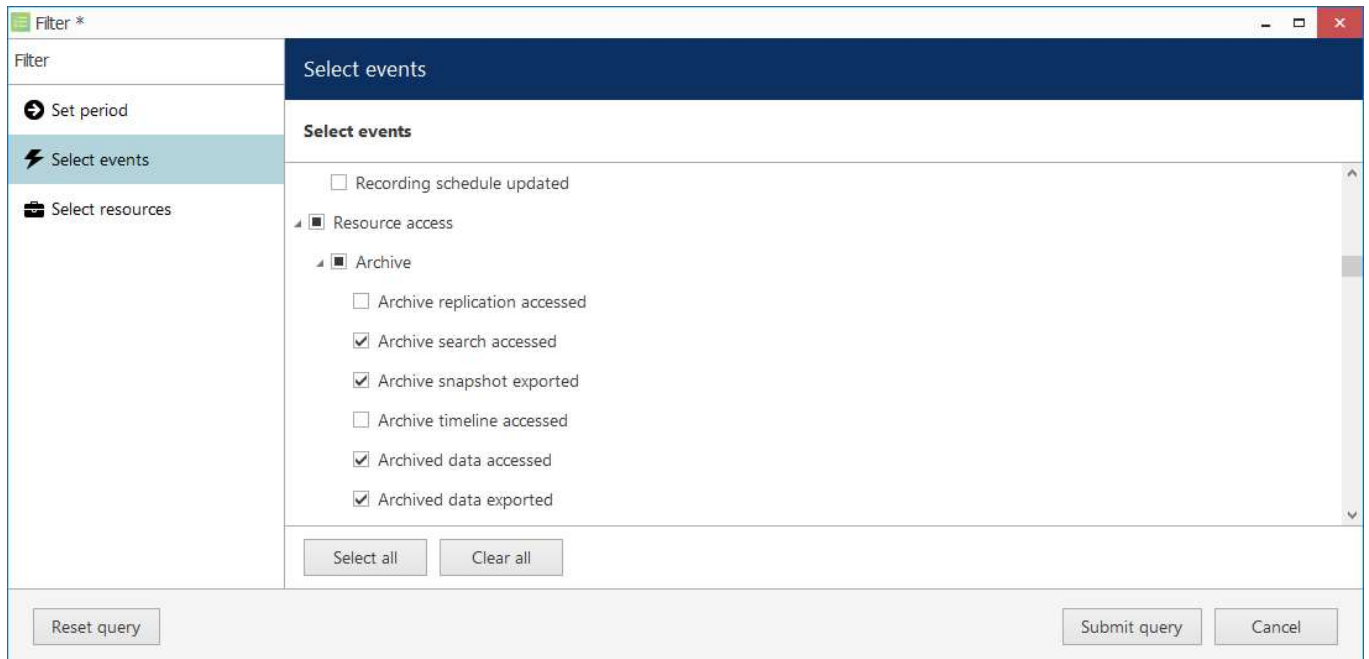 Filter *
Filter
Set period
Select events
Select resources
Select events
Select events
Recording schedule updated
Resource access
Archive
Archive replication accessed
Archive search accessed
Archive snapshot exported
Archive timeline accessed
Archived data accessed
Archived data exported
Select all
Clear all
Reset query
Submit query
Cancel